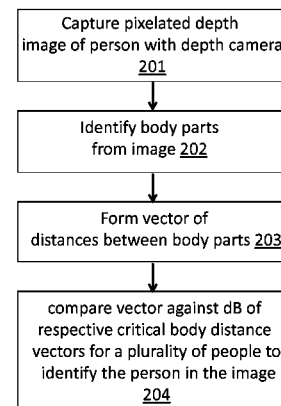 Capture pixelated depth
image of person with depth camera
201
Identify body parts
from image 202
Form vector of
distances between body parts 203
compare vector against dB of
respective critical body distance
vectors for a plurality of people to
identify the person in the image
204